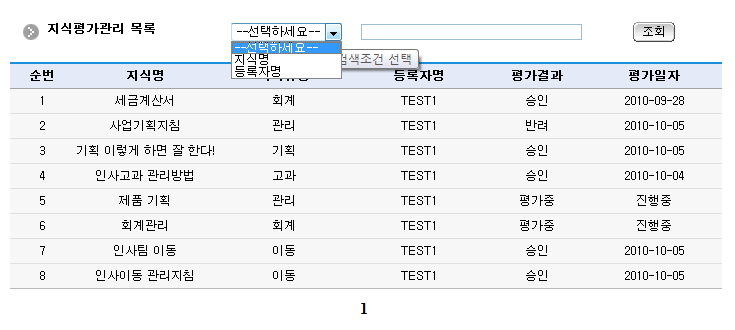 지식평가관리 목록 --선택하세요-- 조회
--선택하세요--
지식명
등록자명
검색조건 선택
순번 지식명 등록자명 평가결과 평가일자
1 세금계산서 회계 TEST1 승인 2010-09-28
2 사업기획지침 관리 TEST1 반려 2010-10-05
3 기획 이렇게 하면 잘 한다! 기획 TEST1 승인 2010-10-05
4 인사고과 관리방법 고과 TEST1 승인 2010-10-04
5 제품 기획 관리 TEST1 평가중 진행중
6 회계관리 회계 TEST1 평가중 진행중
7 인사팀 이동 이동 TEST1 승인 2010-10-05
8 인사이동 관리지침 이동 TEST1 승인 2010-10-05
1